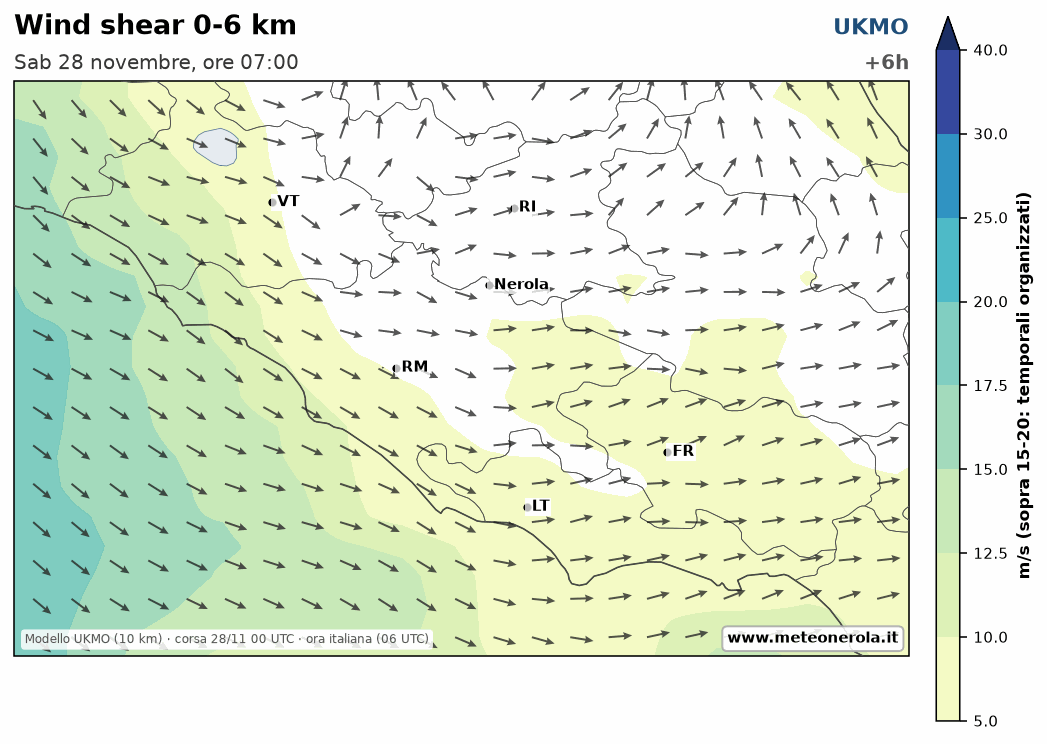 Wind shear 0-6 km
UKMO
Sab 28 novembre, ore 07:00
+6h
40.0
30.0
25.0
20.0
17.5
15.0
12.5
10.0
5.0
m/s (sopra 15-20: temporali organizzati)
VT
RI
Nerola
RM
FR
LT
Modello UKMO (10 km) · corsa 28/11 00 UTC · ora italiana (06 UTC)
www.meteonerola.it